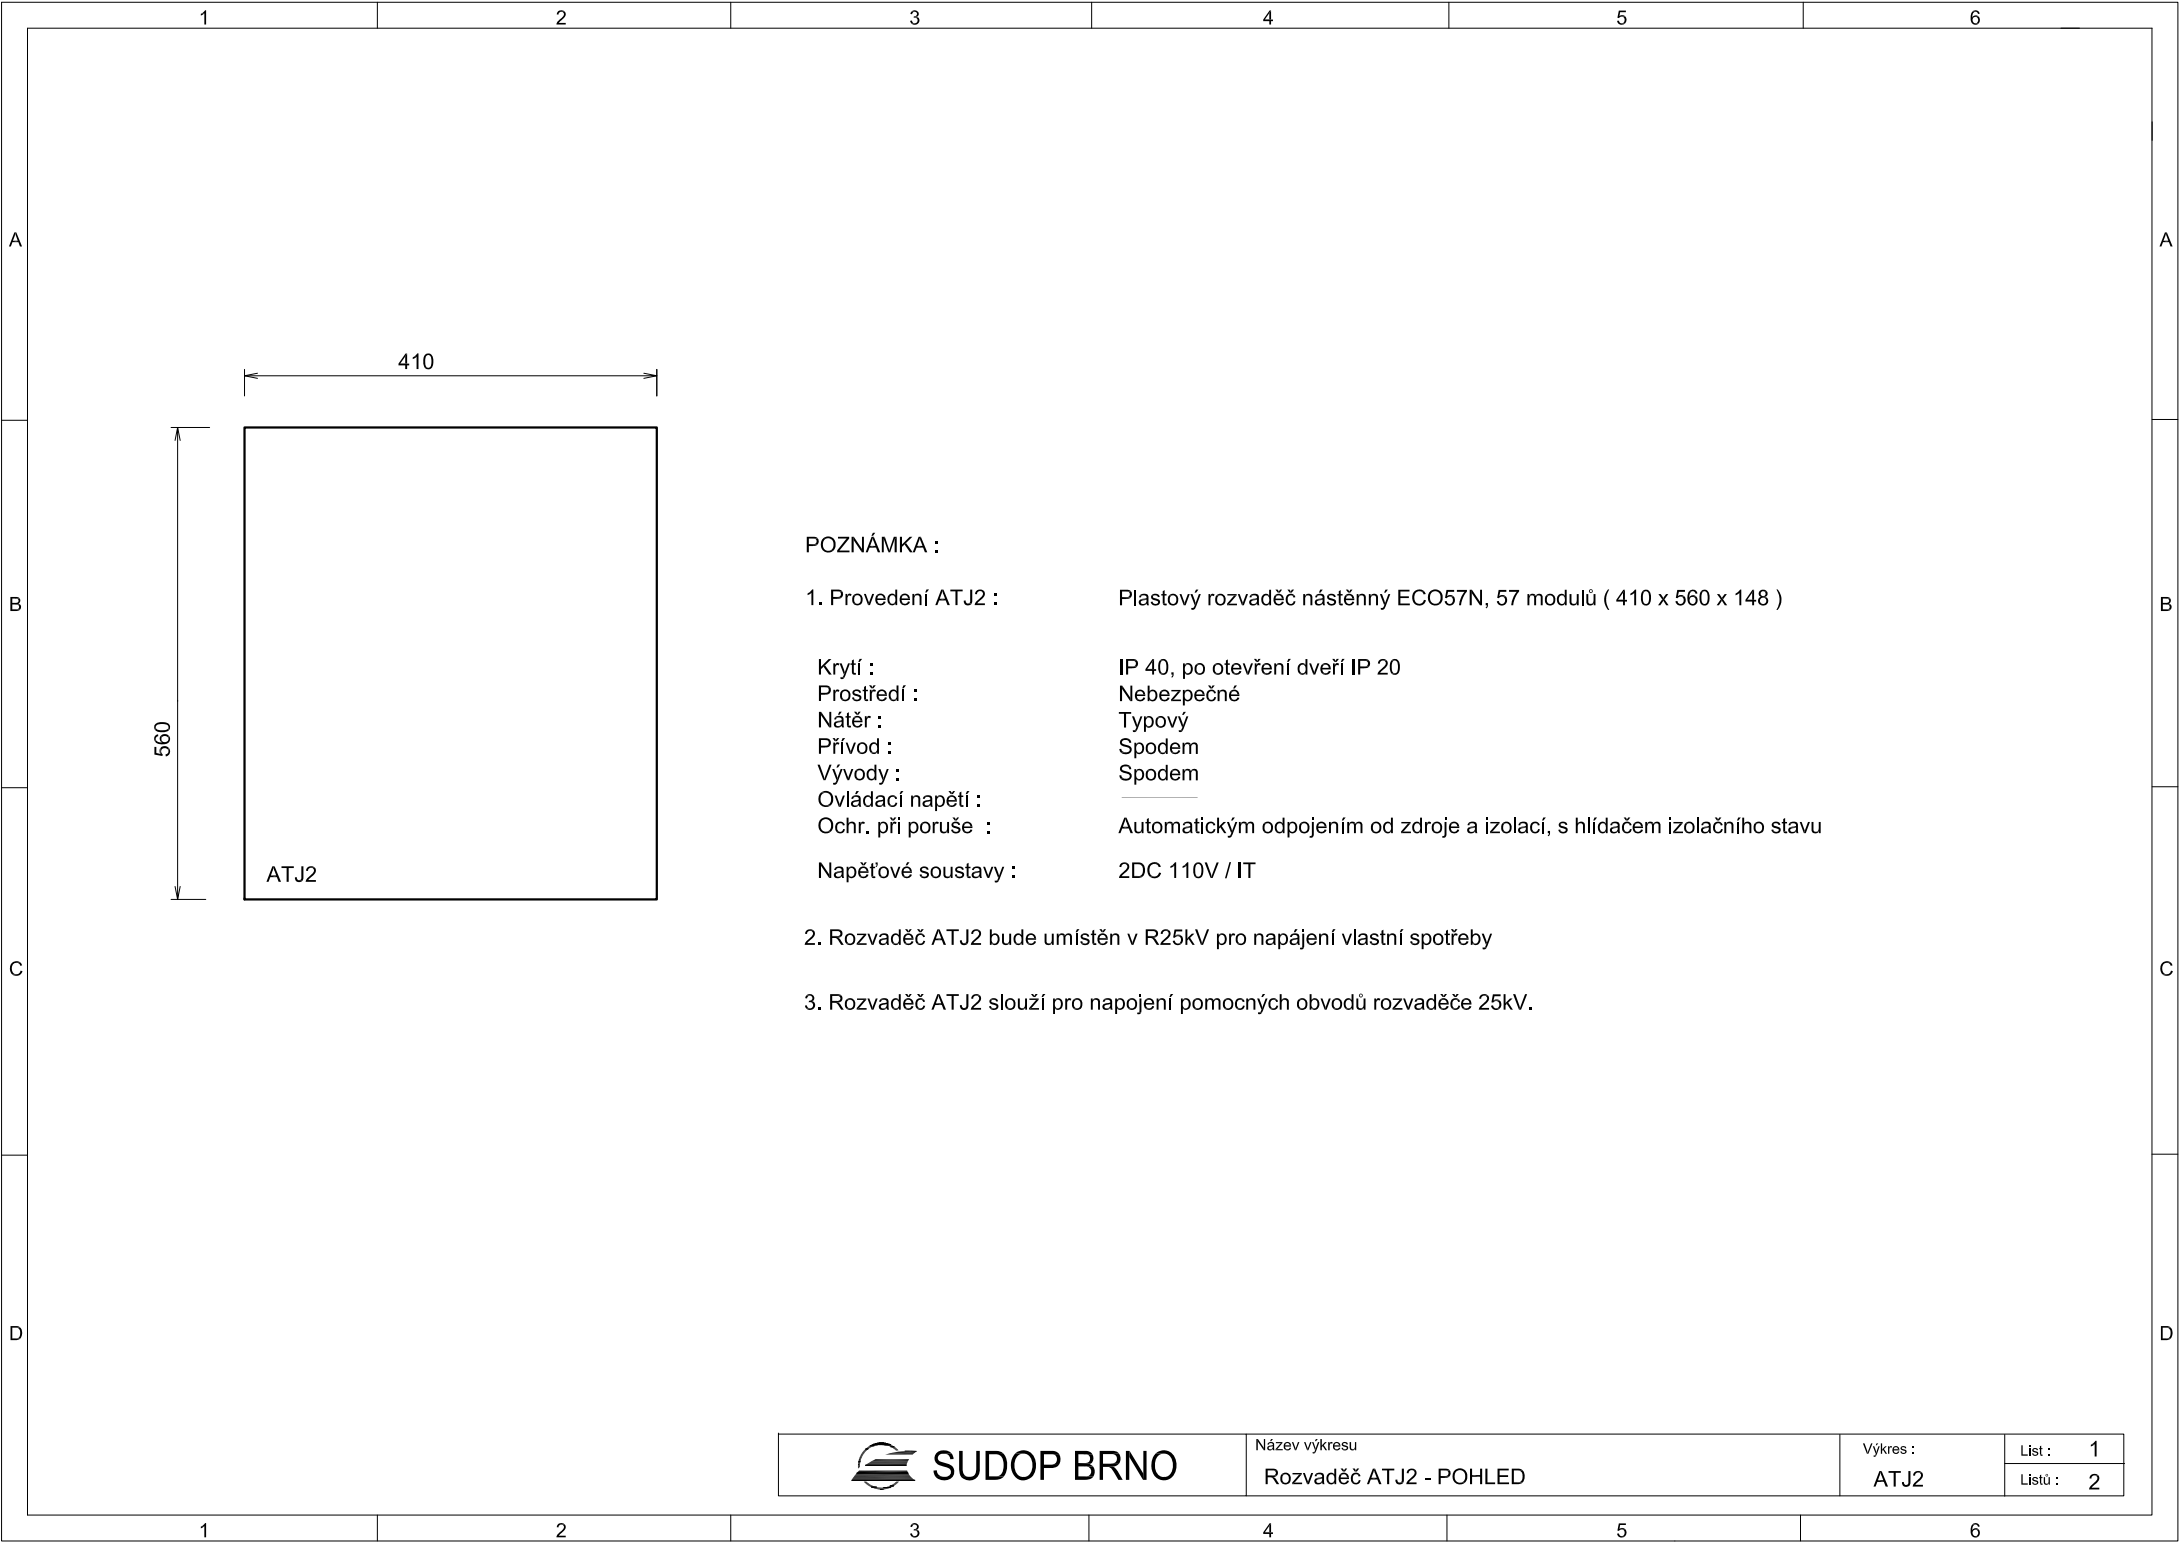 1 2 3 4 5 6
A A
410
560
B B
POZNÁMKA :
1. Provedení ATJ2 : Plastový rozvaděč nástěnný ECO57N, 57 modulů ( 410 x 560 x 148 )
Krytí : IP 40, po otevření dveří IP 20
Prostředí : Nebezpečné
Nátěr : Typový
Přívod : Spodem
Vývody : Spodem
Ovládací napětí :
Ochr. při poruše : Automatickým odpojením od zdroje a izolací, s hlídačem izolačního stavu
Napěťové soustavy : 2DC 110V / IT
ATJ2
2. Rozvaděč ATJ2 bude umístěn v R25kV pro napájení vlastní spotřeby
C C
3. Rozvaděč ATJ2 slouží pro napojení pomocných obvodů rozvaděče 25kV.
D D
SUDOP BRNO
Název výkresu
Rozvaděč ATJ2 - POHLED
Výkres :
ATJ2
List : 1
Listů : 2
1 2 3 4 5 6